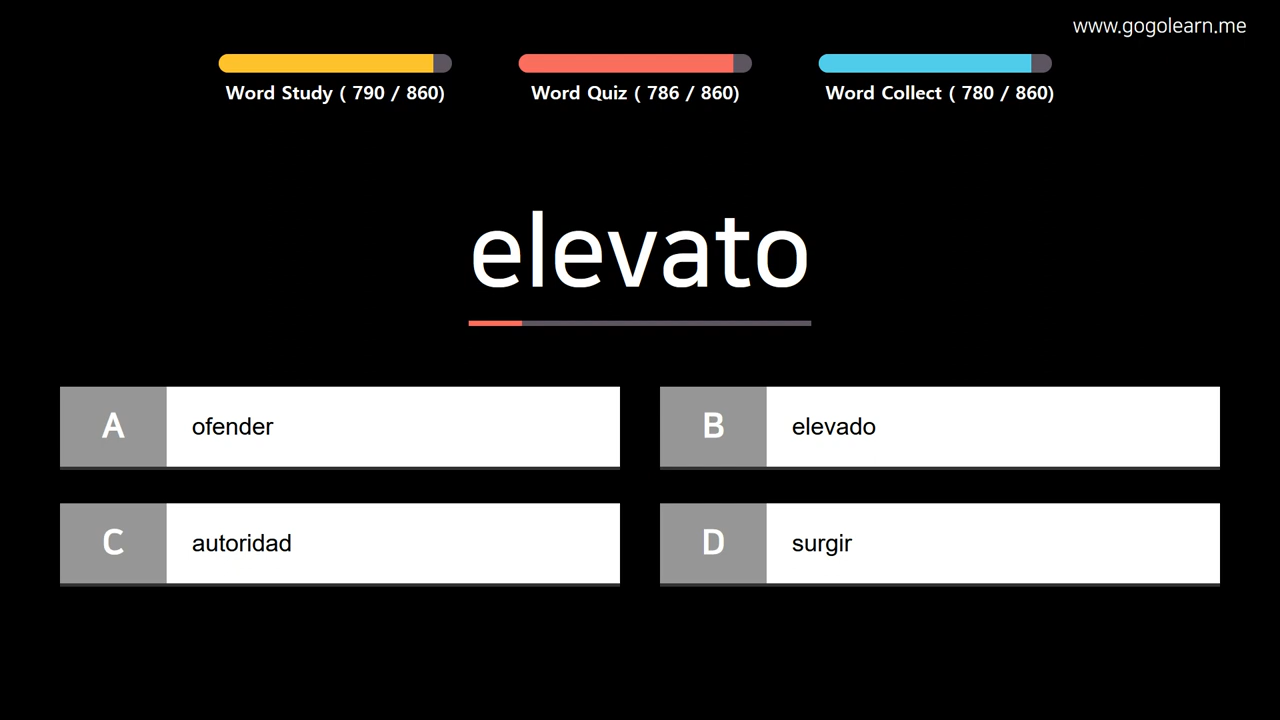 www.gogolearn.me
Word Study ( 790 / 860)
Word Quiz ( 786 / 860)
Word Collect ( 780 / 860)
elevato
A
ofender
B
elevado
C
autoridad
D
surgir